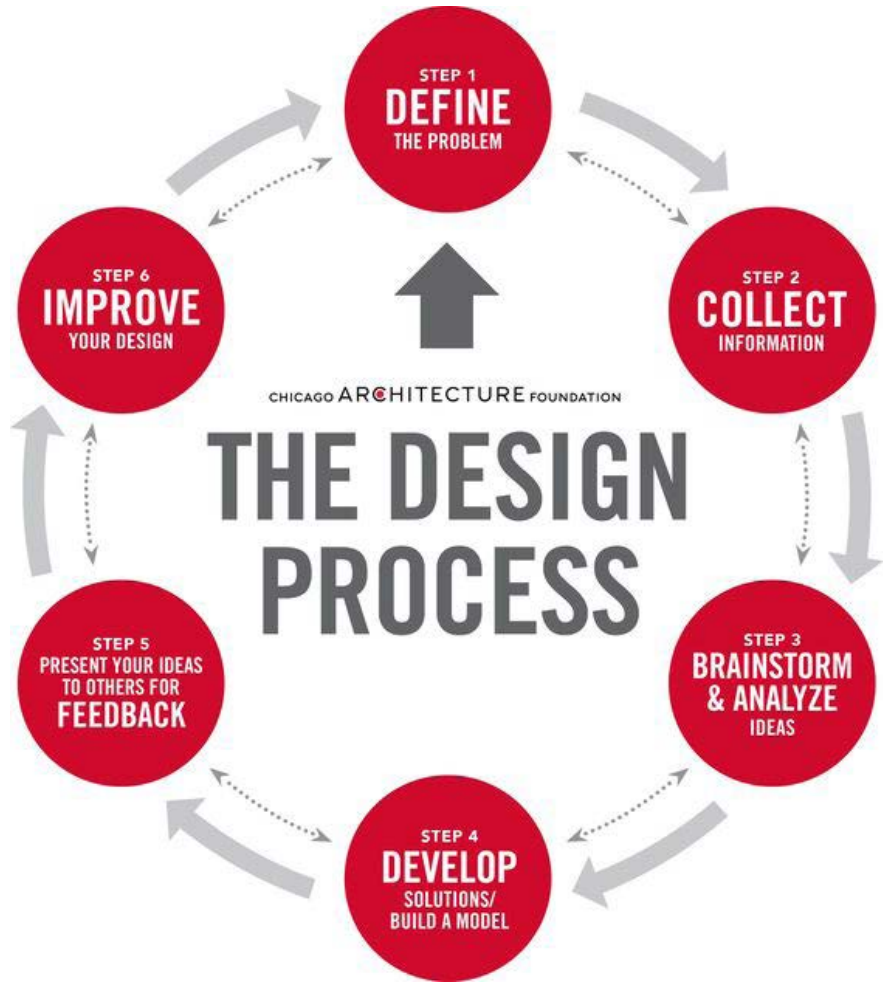 STEP 1
DEFINE
THE PROBLEM
STEP 2
COLLECT
INFORMATION
STEP 3
BRAINSTORM
& ANALYZE
IDEAS
STEP 4
DEVELOP
SOLUTIONS/
BUILD A MODEL
STEP 5
PRESENT YOUR IDEAS
TO OTHERS FOR
FEEDBACK
STEP 6
IMPROVE
YOUR DESIGN
CHICAGO ARCHITECTURE FOUNDATION
THE DESIGN
PROCESS